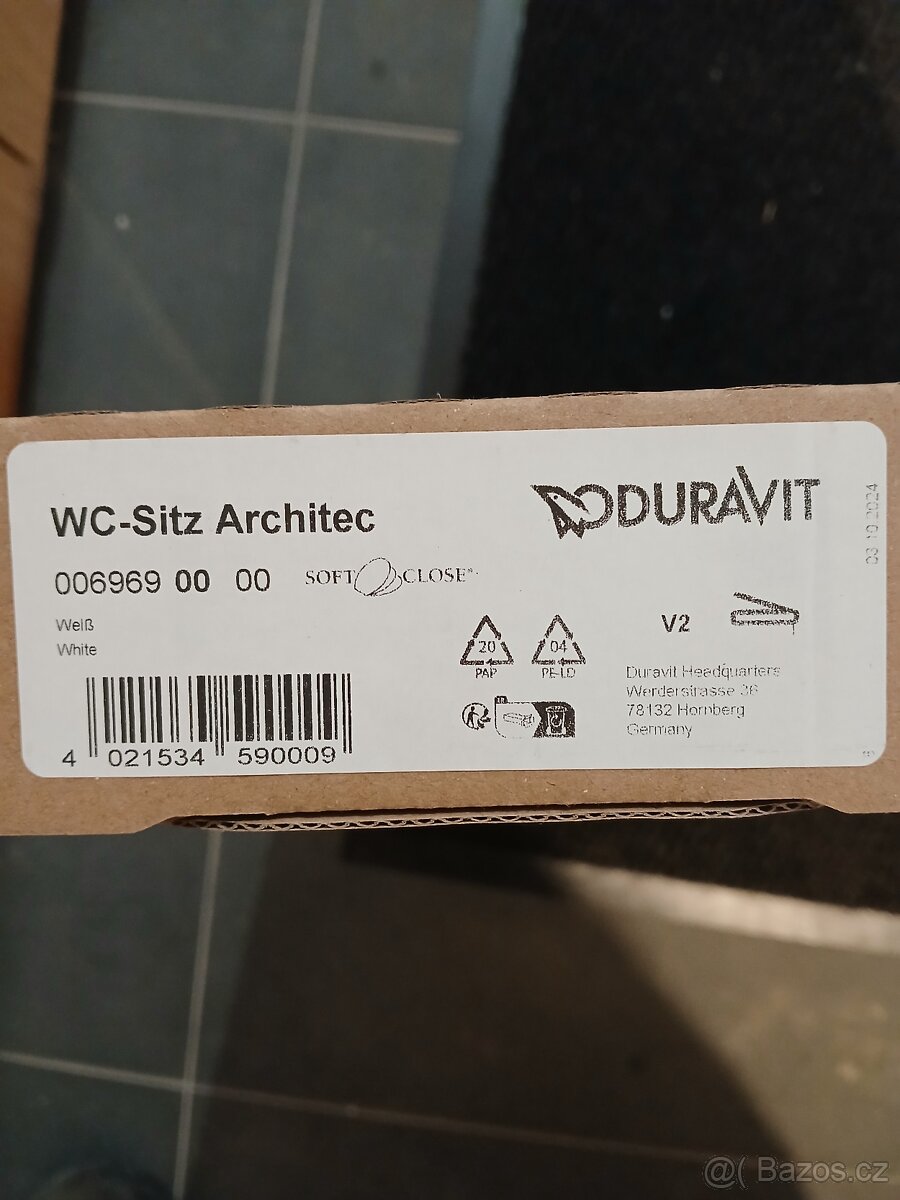 WC-Sitz Architec
DURAVIT
006969 00 00
SOFT CLOSE
Weiß
White
4 021534 590009
20
PAP
04
PE-LD
V2
Duravit Headquarters
Werderstrasse 36
78132 Hornberg
Germany
03.10.2024
@( Bazos.cz